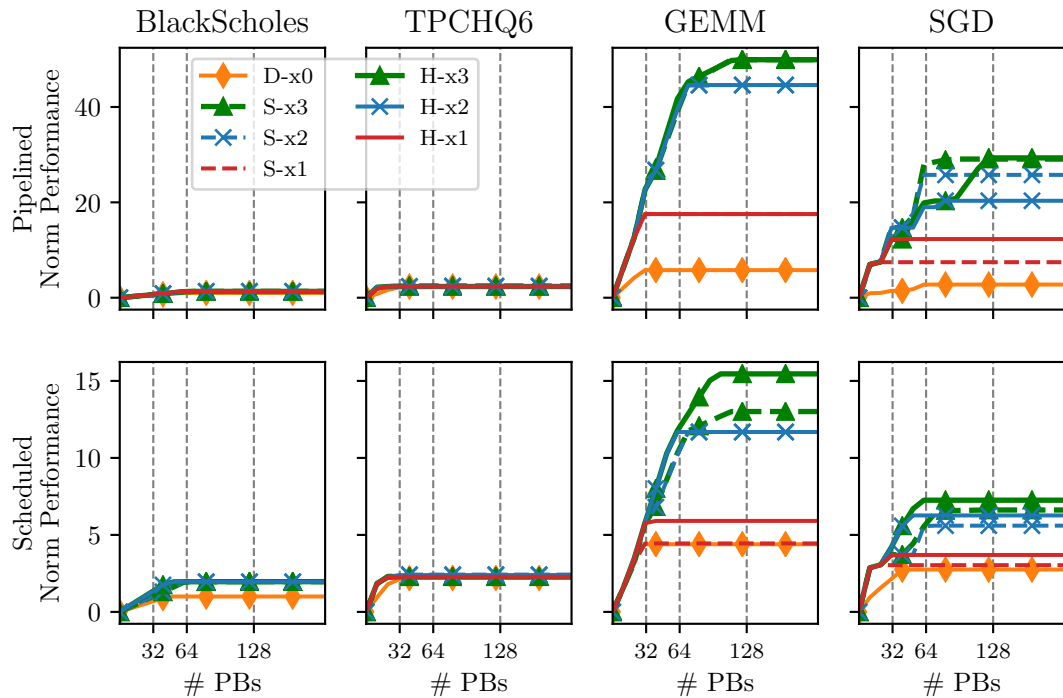 BlackScholes
TPCHQ6
GEMM
SGD
Pipelined
Norm Performance
0
20
40
D-x0
S-x3
S-x2
S-x1
H-x3
H-x2
H-x1
Scheduled
Norm Performance
0
5
10
15
32 64 128
32 64 128
32 64 128
32 64 128
# PBs
# PBs
# PBs
# PBs